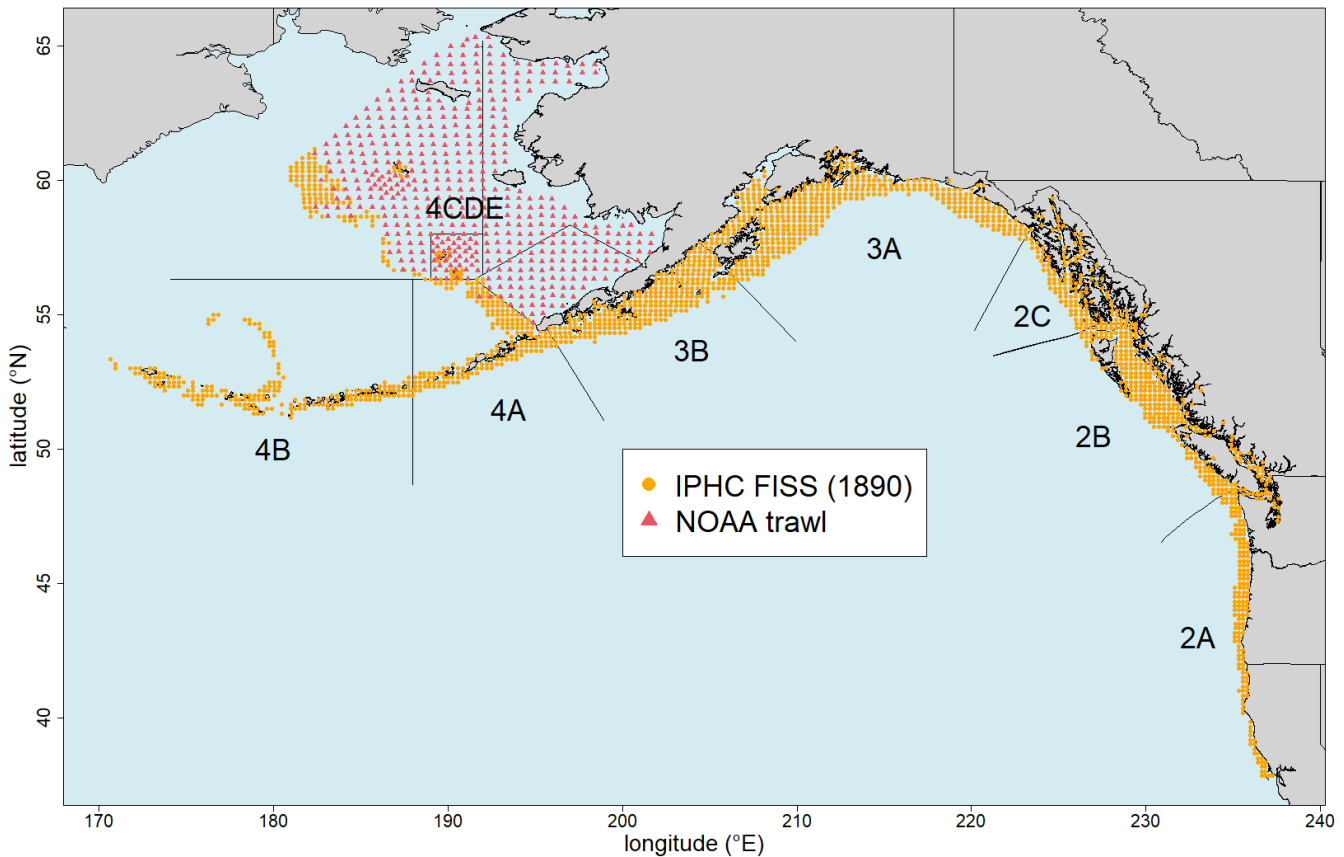 65
60
55
50
45
40
latitude (°N)
4CDE
3A
2C
3B
4A
4B
2B
2A
IPHC FISS (1890)
NOAA trawl
170
180
190
200
210
220
230
240
longitude (°E)